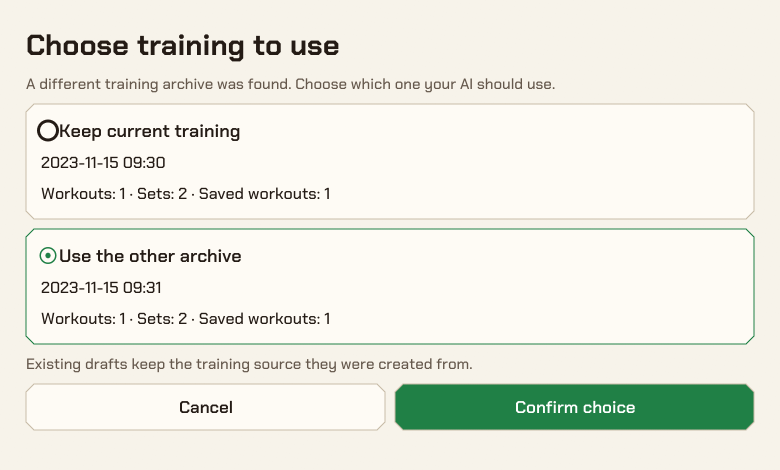 Choose training to use
A different training archive was found. Choose which one your AI should use.
Keep current training
2023-11-15 09:30
Workouts: 1 · Sets: 2 · Saved workouts: 1
Use the other archive
2023-11-15 09:31
Workouts: 1 · Sets: 2 · Saved workouts: 1
Existing drafts keep the training source they were created from.
Cancel
Confirm choice